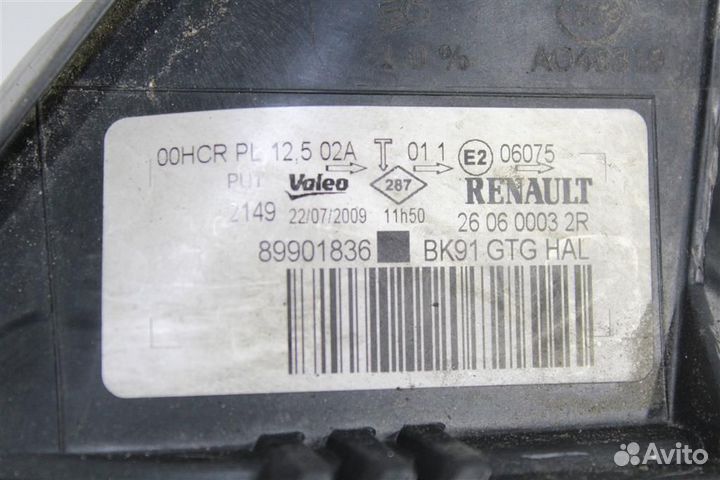 10 %
00HCR PL 12,5 02A T 01 1 E2 06075
PUT Valeo 287 RENAULT
2149 22/07/2009 11h50 26 06 0003 2R
89901836 BK91 GTG HAL
Avito